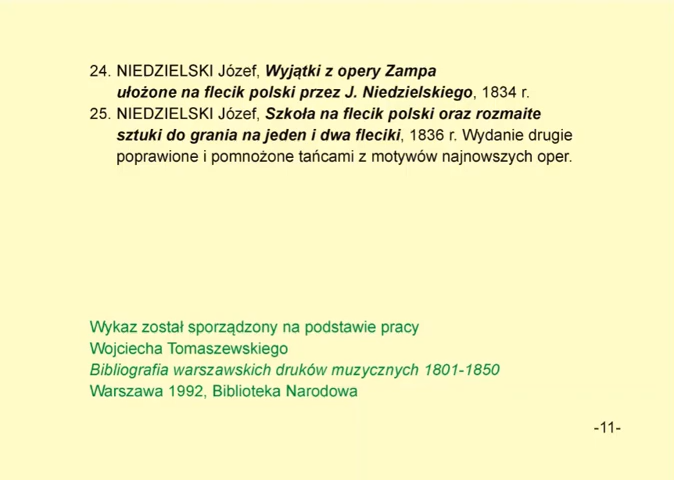 24. NIEDZIELSKI Józef, Wyjątki z opery Zampa
ułożone na flecik polski przez J. Niedzielskiego, 1834 r.
25. NIEDZIELSKI Józef, Szkoła na flecik polski oraz rozmaite
sztuki do grania na jeden i dwa fleciki, 1836 r. Wydanie drugie
poprawione i pomnożone tańcami z motywów najnowszych oper.
Wykaz został sporządzony na podstawie pracy
Wojciecha Tomaszewskiego
Bibliografia warszawskich druków muzycznych 1801-1850
Warszawa 1992, Biblioteka Narodowa
-11-